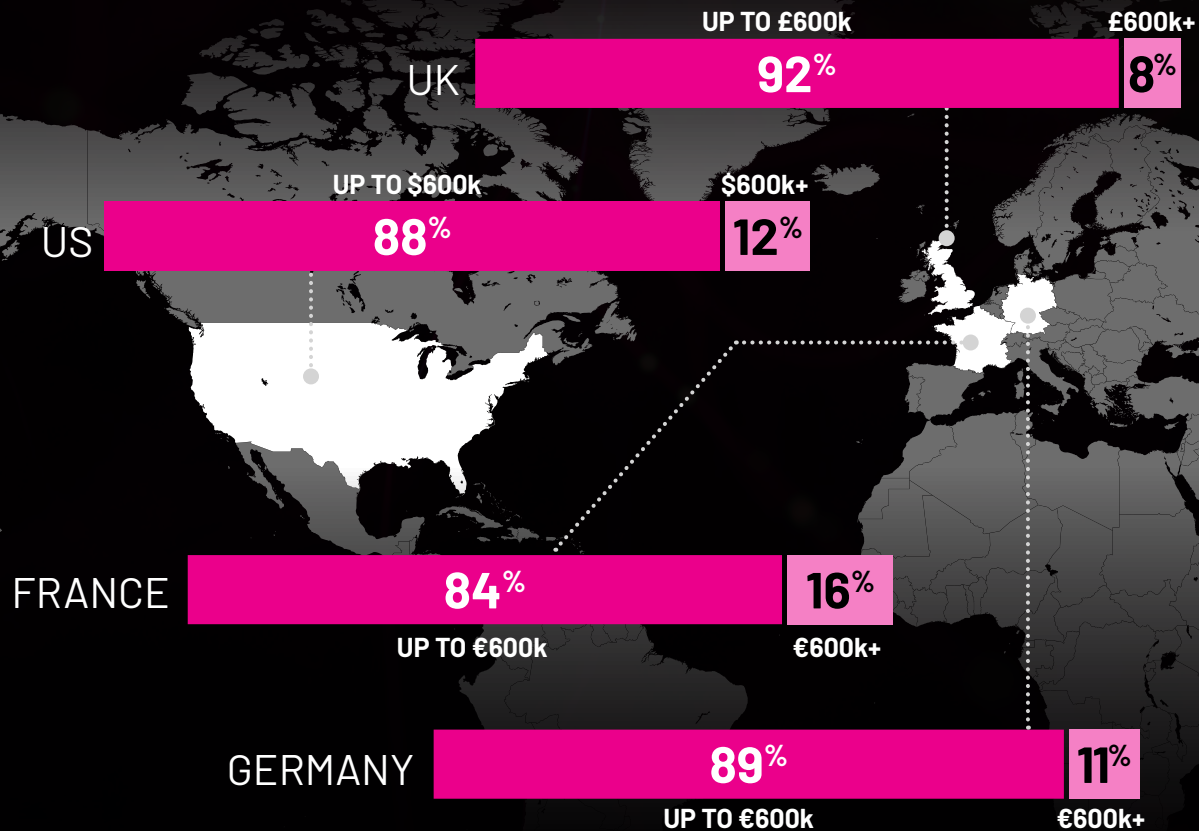 UP TO £600k £600k+
UK 92% 8%
UP TO $600k $600k+
US 88% 12%
FRANCE 84% 16%
UP TO €600k €600k+
GERMANY 89% 11%
UP TO €600k €600k+